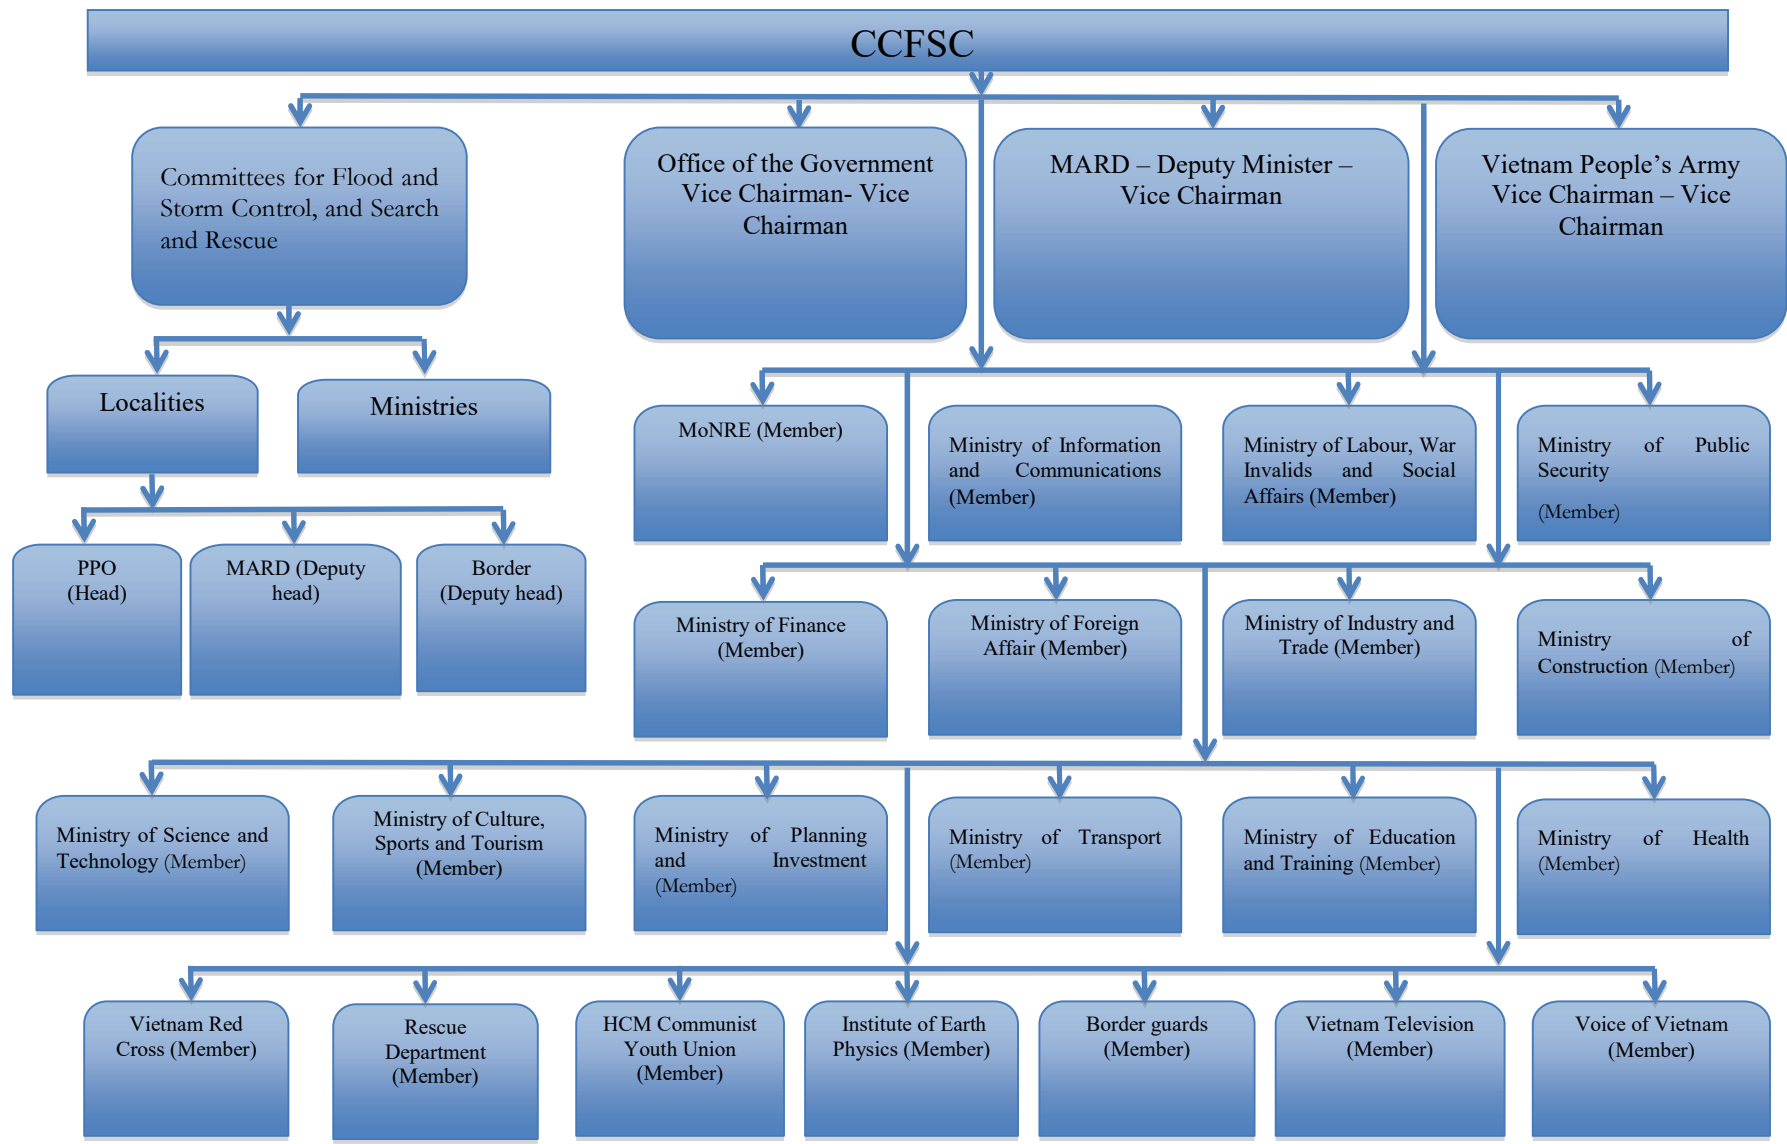 CCFSC
Committees for Flood and
Storm Control, and Search
and Rescue
Office of the Government
Vice Chairman- Vice
Chairman
MARD – Deputy Minister –
Vice Chairman
Vietnam People’s Army
Vice Chairman – Vice
Chairman
Localities
Ministries
PPO
(Head)
MARD (Deputy
head)
Border
(Deputy head)
MoNRE (Member)
Ministry of Information
and Communications
(Member)
Ministry of Labour, War
Invalids and Social
Affairs (Member)
Ministry of Public
Security
(Member)
Ministry of Finance
(Member)
Ministry of Foreign
Affair (Member)
Ministry of Industry and
Trade (Member)
Ministry of
Construction (Member)
Ministry of Science and
Technology (Member)
Ministry of Culture,
Sports and Tourism
(Member)
Ministry of Planning
and Investment
(Member)
Ministry of Transport
(Member)
Ministry of Education
and Training (Member)
Ministry of Health
(Member)
Vietnam Red
Cross (Member)
Rescue
Department
(Member)
HCM Communist
Youth Union
(Member)
Institute of Earth
Physics (Member)
Border guards
(Member)
Vietnam Television
(Member)
Voice of Vietnam
(Member)